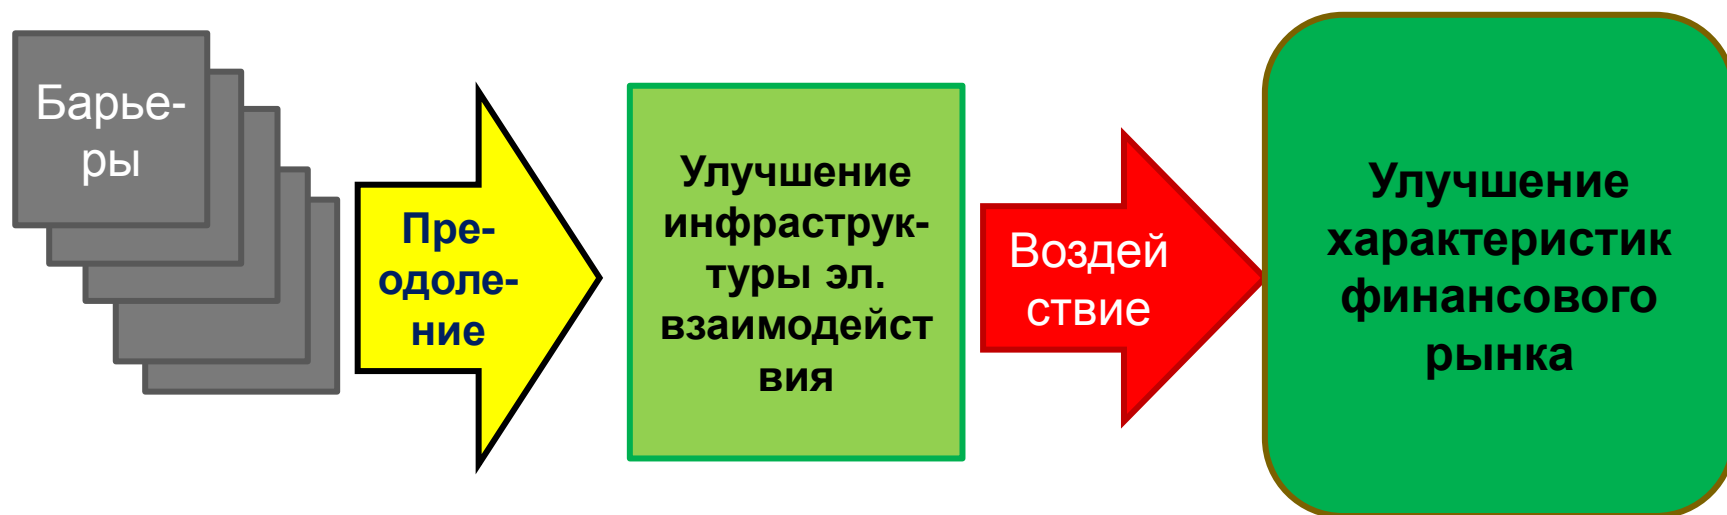 Барье-
ры
Пре-
одоле-
ние
Улучшение
инфраструк-
туры эл.
взаимодейст
вия
Воздей
ствие
Улучшение
характеристик
финансового
рынка